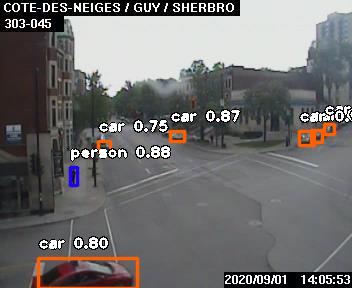 COTE-DES-NEIGES / GUY / SHERBRO
303-045
car
car 0.87
car 0.75
person 0.88
car 0.80
2020/09/01 14:05:53